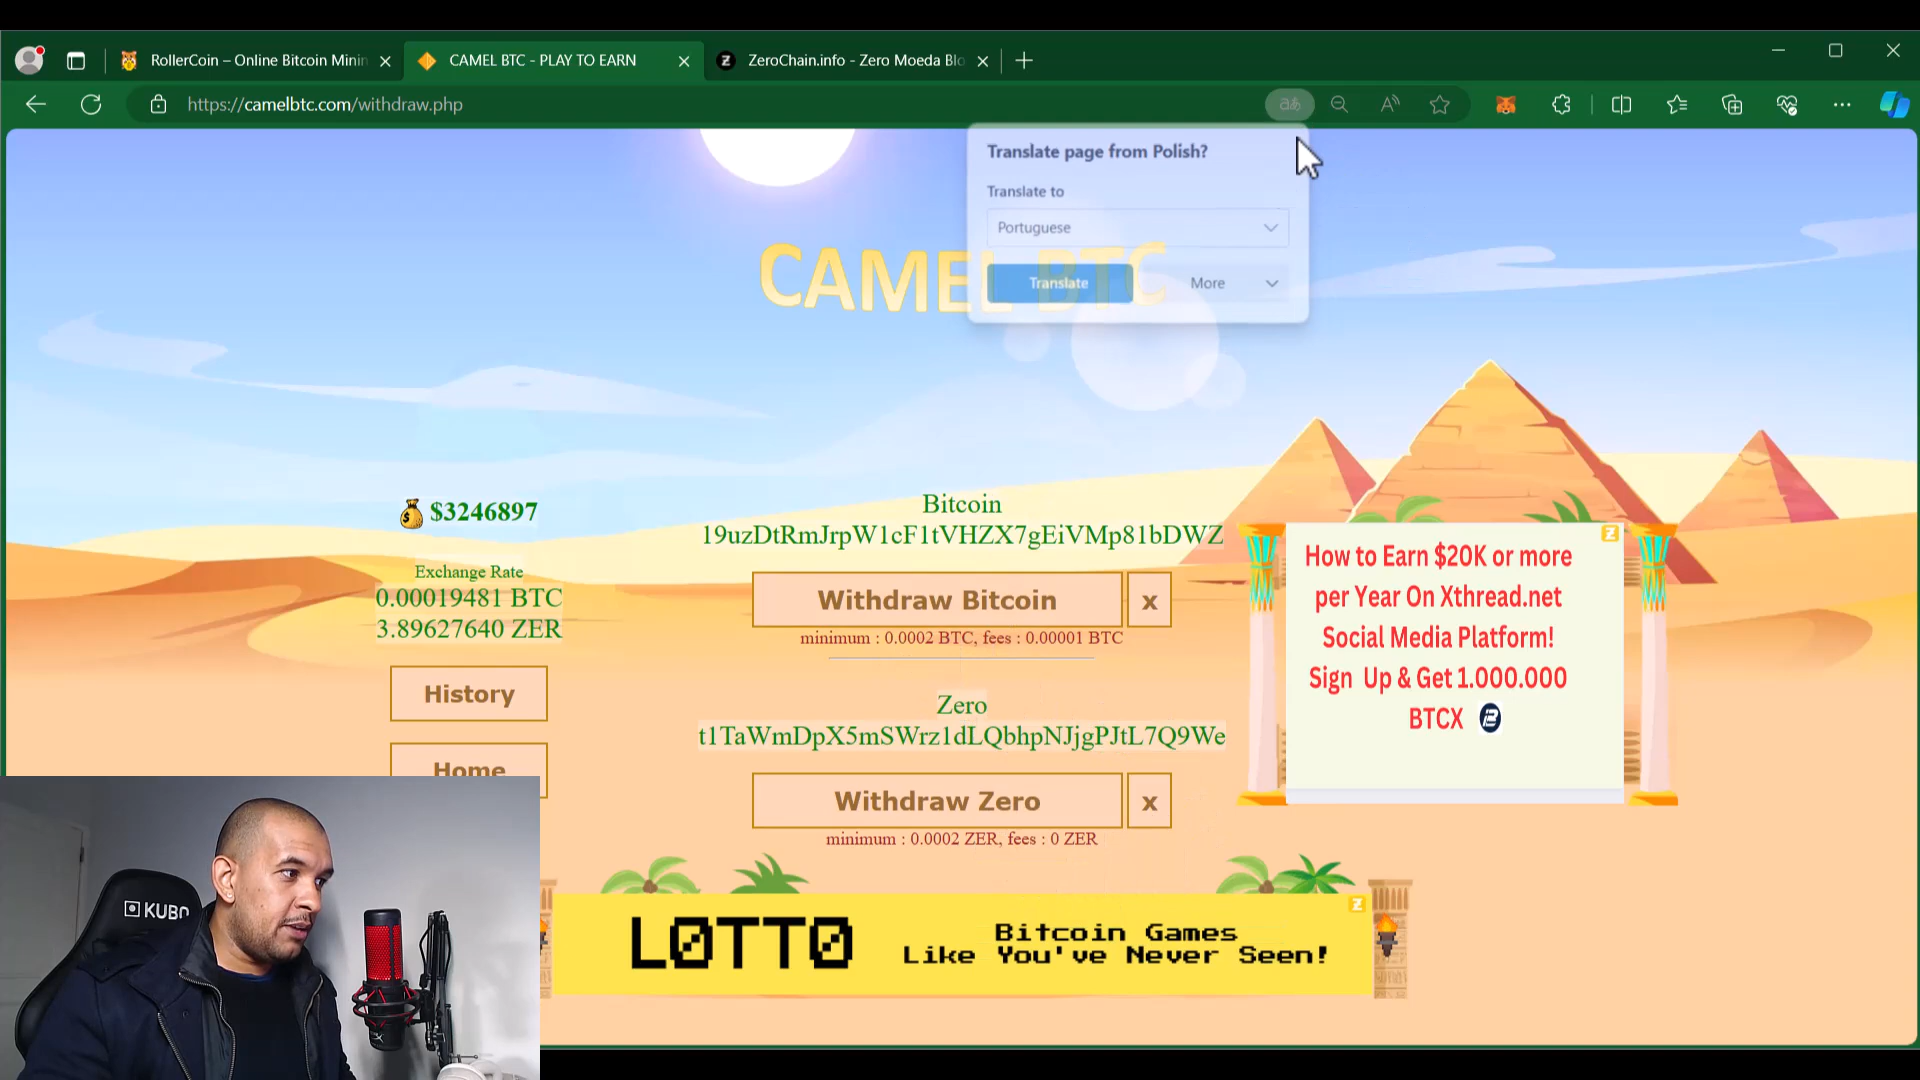 RollerCoin – Online Bitcoin Minin
CAMEL BTC - PLAY TO EARN
ZeroChain.info - Zero Moeda Blo
https://camelbtc.com/withdraw.php
Translate page from Polish?
Translate to
Portuguese
Translate
More
CAMEL BTC
$3246897
Exchange Rate
0.00019481 BTC
3.89627640 ZER
History
Home
Bitcoin
19uzDtRmJrpW1cF1tVHZX7gEiVMp81bDWZ
Withdraw Bitcoin
x
minimum : 0.0002 BTC, fees : 0.00001 BTC
Zero
t1TaWmDpX5mSWrz1dLQbhpNJjgPJtL7Q9We
Withdraw Zero
x
minimum : 0.0002 ZER, fees : 0 ZER
How to Earn $20K or more
per Year On Xthread.net
Social Media Platform!
Sign Up & Get 1.000.000
BTCX
LOTTO
Bitcoin Games
Like You've Never Seen!
KUBO